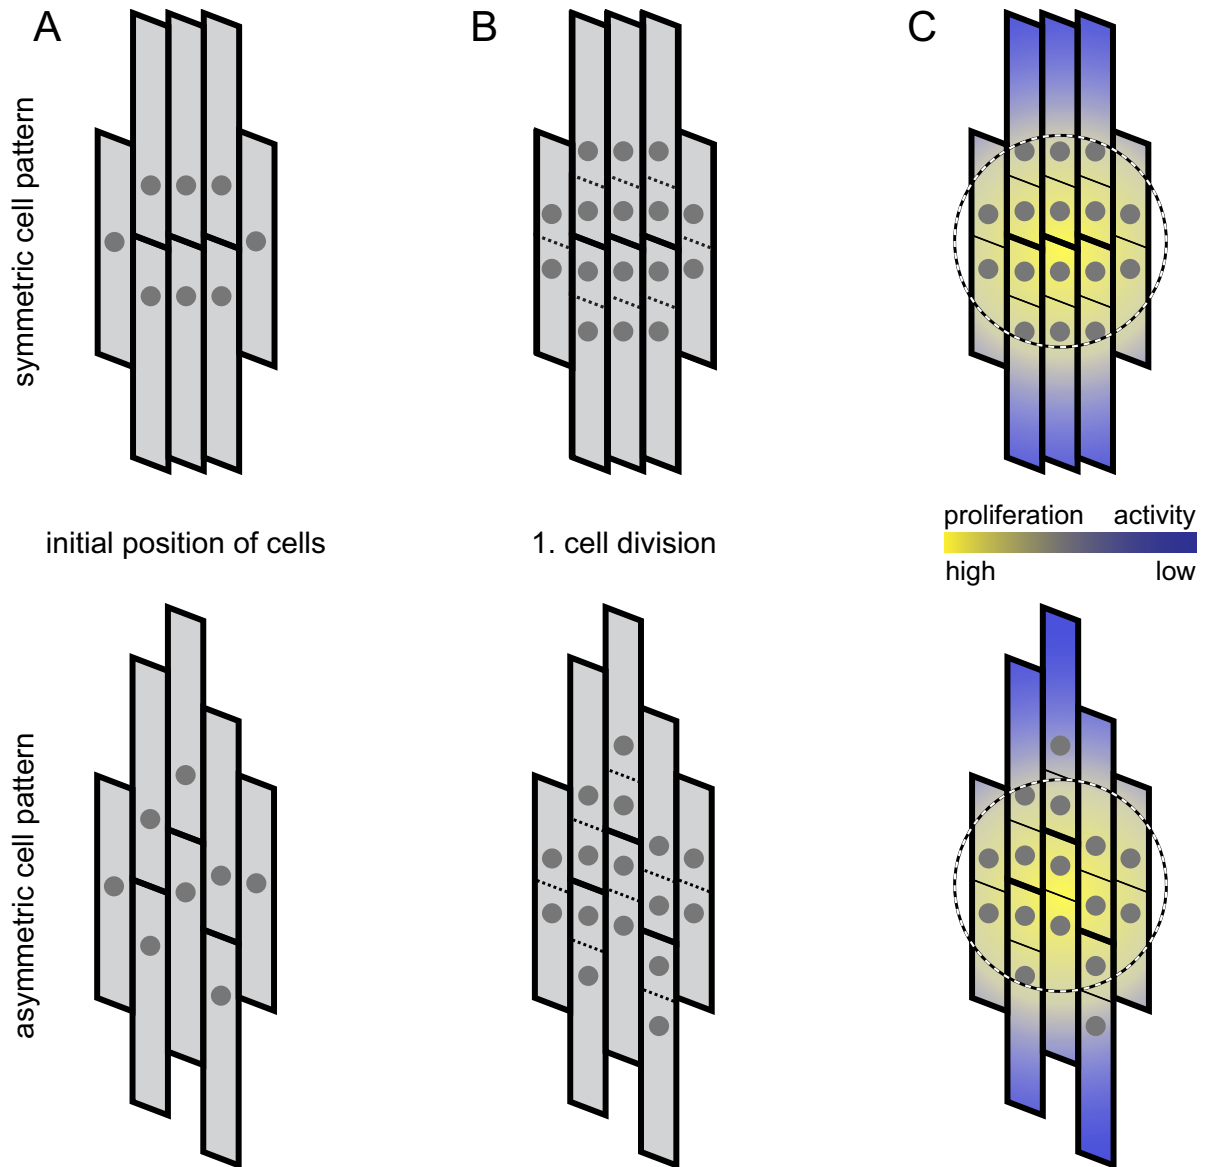 A
B
C
symmetric cell pattern
initial position of cells
1. cell division
proliferation activity
high low
asymmetric cell pattern